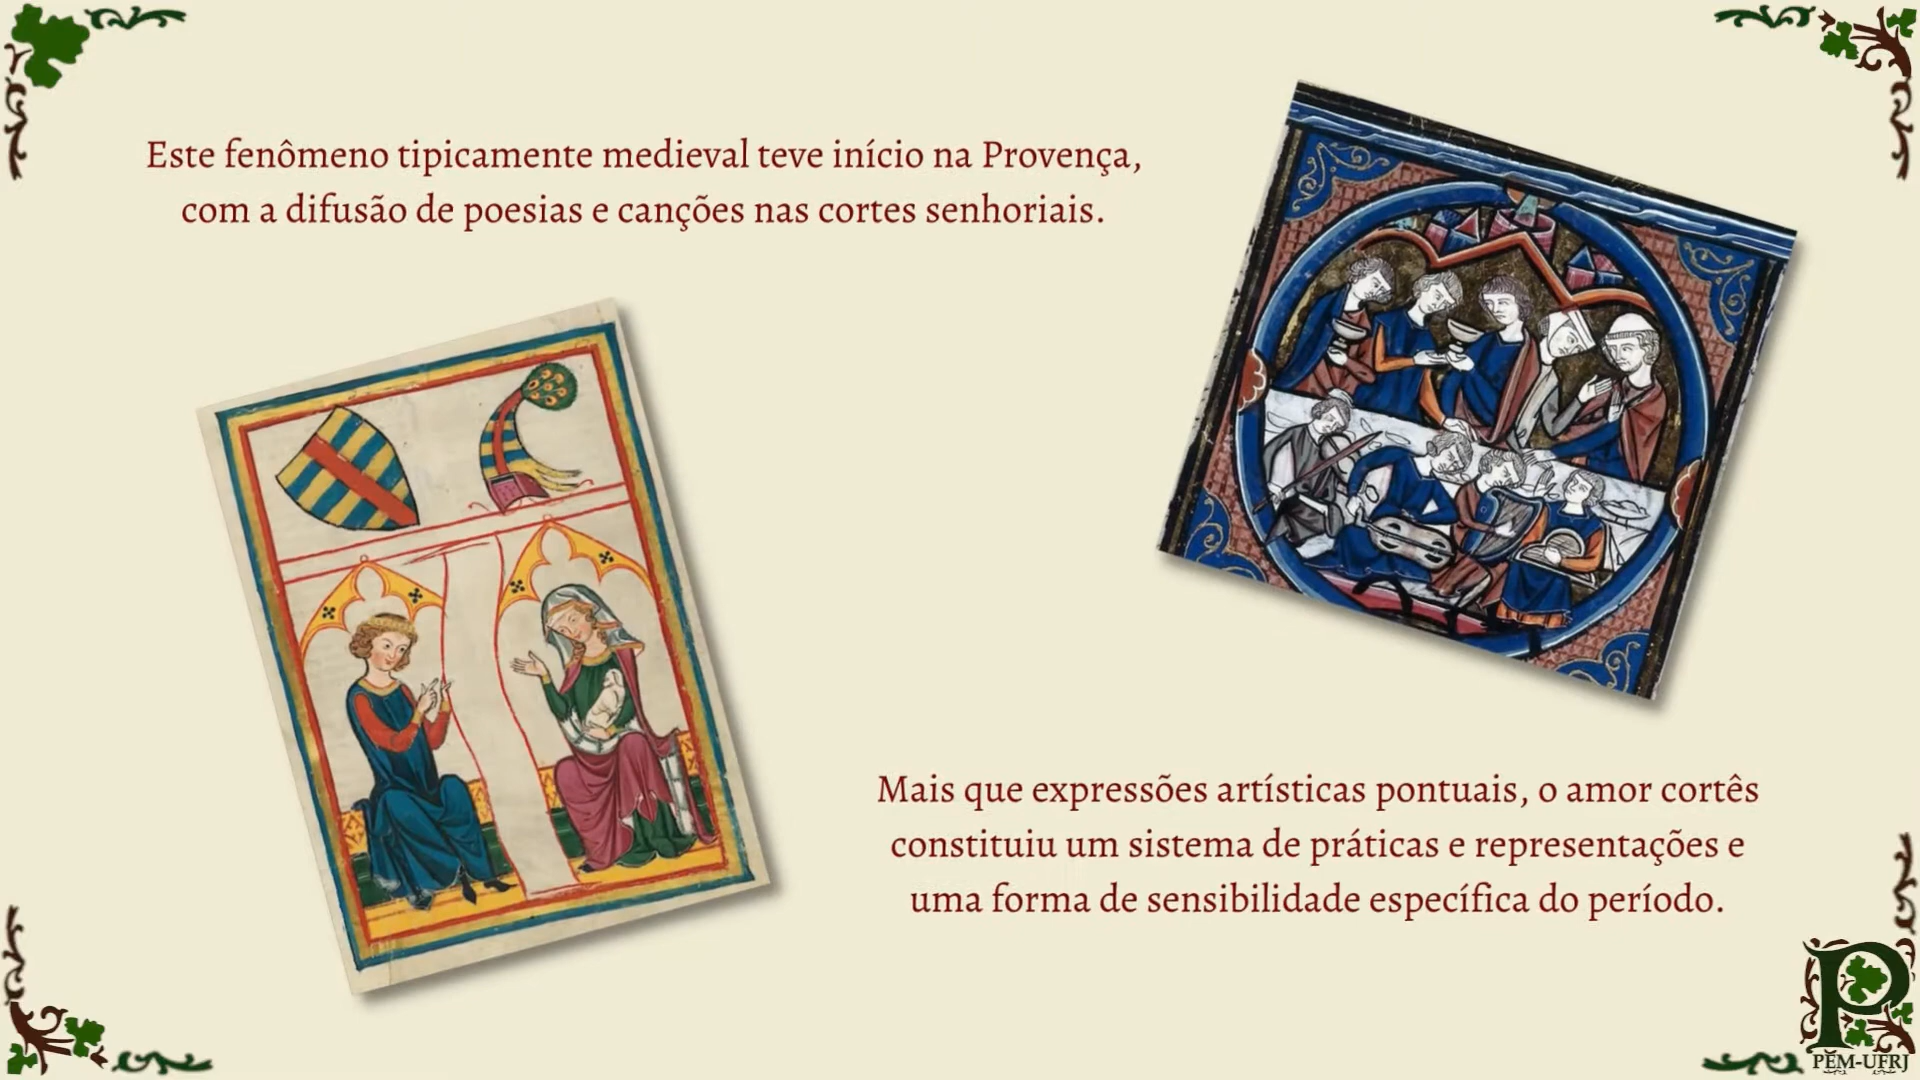 Este fenômeno tipicamente medieval teve início na Provença,
com a difusão de poesias e canções nas cortes senhoriais.
Mais que expressões artísticas pontuais, o amor cortês
constituiu um sistema de práticas e representações e
uma forma de sensibilidade específica do período.
P
PEM-UFRJ